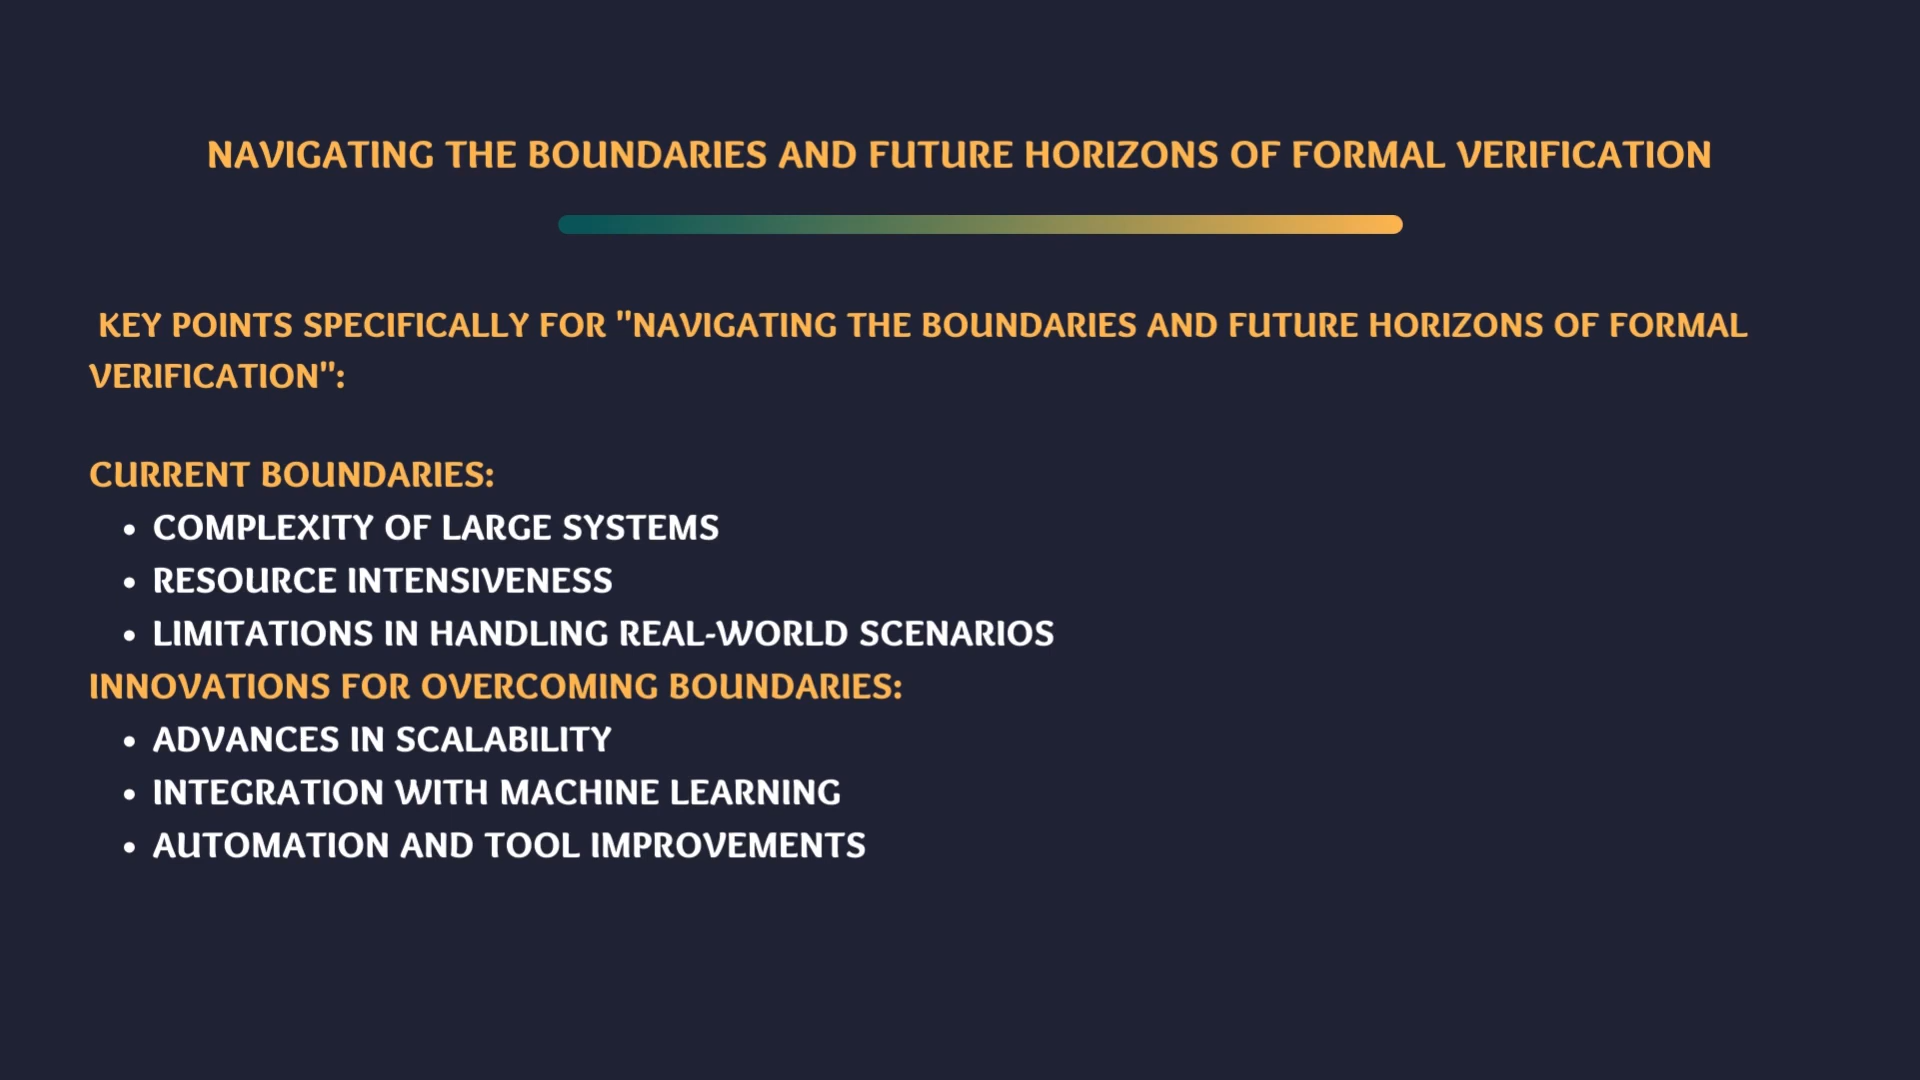 NAVIGATING THE BOUNDARIES AND FUTURE HORIZONS OF FORMAL VERIFICATION
KEY POINTS SPECIFICALLY FOR "NAVIGATING THE BOUNDARIES AND FUTURE HORIZONS OF FORMAL
VERIFICATION":
CURRENT BOUNDARIES:
• COMPLEXITY OF LARGE SYSTEMS
• RESOURCE INTENSIVENESS
• LIMITATIONS IN HANDLING REAL-WORLD SCENARIOS
INNOVATIONS FOR OVERCOMING BOUNDARIES:
• ADVANCES IN SCALABILITY
• INTEGRATION WITH MACHINE LEARNING
• AUTOMATION AND TOOL IMPROVEMENTS